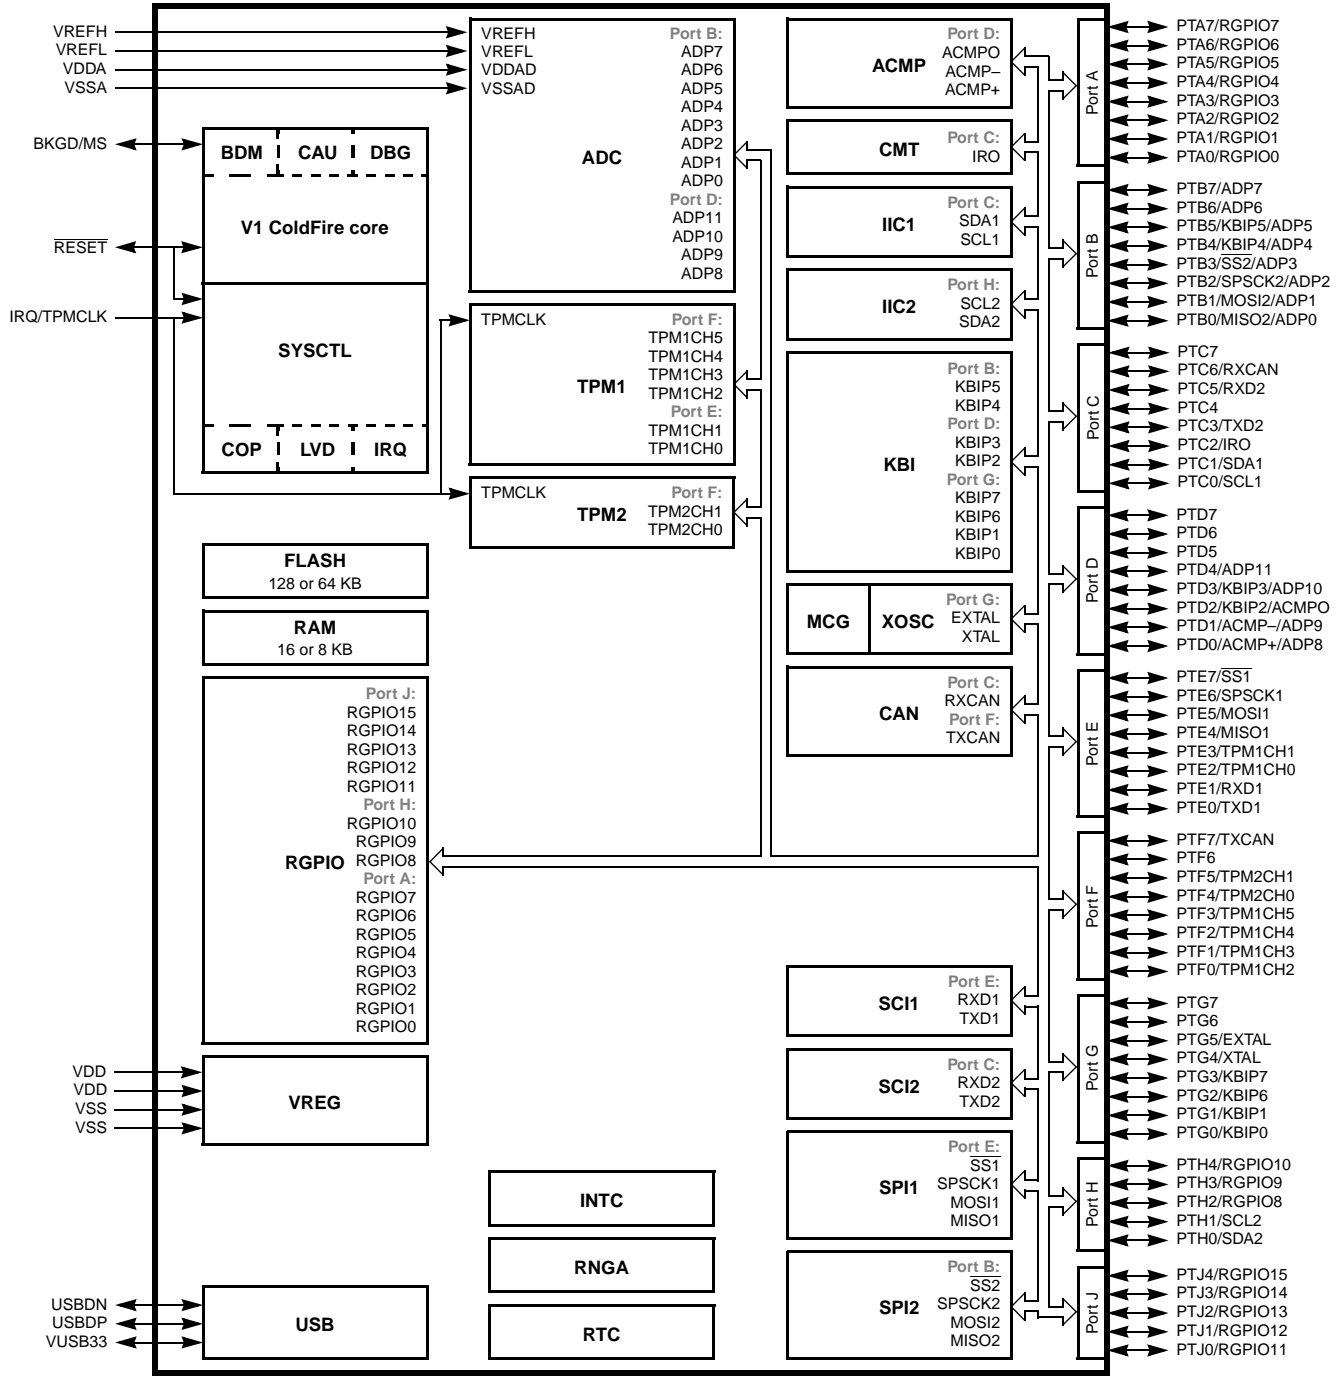 VREFH
VREFL
VDDA
VSSA
BKGD/MS
RESET
IRQ/TPMCLK
BDM
CAU
DBG
V1 ColdFire core
SYSCTL
COP
LVD
IRQ
FLASH
128 or 64 KB
RAM
16 or 8 KB
RGPIO
Port J:
RGPIO15
RGPIO14
RGPIO13
RGPIO12
RGPIO11
Port H:
RGPIO10
RGPIO9
RGPIO8
Port A:
RGPIO7
RGPIO6
RGPIO5
RGPIO4
RGPIO3
RGPIO2
RGPIO1
RGPIO0
VDD
VDD
VSS
VSS
VREG
USBDN
USBDP
VUSB33
USB
VREFH
VREFL
VDDAD
VSSAD
ADC
Port B:
ADP7
ADP6
ADP5
ADP4
ADP3
ADP2
ADP1
ADP0
Port D:
ADP11
ADP10
ADP9
ADP8
TPMCLK
TPM1
Port F:
TPM1CH5
TPM1CH4
TPM1CH3
TPM1CH2
Port E:
TPM1CH1
TPM1CH0
TPMCLK
TPM2
Port F:
TPM2CH1
TPM2CH0
INTC
RNGA
RTC
ACMP
Port D:
ACMPO
ACMP–
ACMP+
CMT
Port C:
IRO
IIC1
Port C:
SDA1
SCL1
IIC2
Port H:
SCL2
SDA2
KBI
Port B:
KBIP5
KBIP4
Port D:
KBIP3
KBIP2
Port G:
KBIP7
KBIP6
KBIP1
KBIP0
MCG
XOSC
Port G:
EXTAL
XTAL
CAN
Port C:
RXCAN
Port F:
TXCAN
SCI1
Port E:
RXD1
TXD1
SCI2
Port C:
RXD2
TXD2
SPI1
Port E:
SS1
SPSCK1
MOSI1
MISO1
SPI2
Port B:
SS2
SPSCK2
MOSI2
MISO2
Port A
PTA7/RGPIO7
PTA6/RGPIO6
PTA5/RGPIO5
PTA4/RGPIO4
PTA3/RGPIO3
PTA2/RGPIO2
PTA1/RGPIO1
PTA0/RGPIO0
Port B
PTB7/ADP7
PTB6/ADP6
PTB5/KBIP5/ADP5
PTB4/KBIP4/ADP4
PTB3/SS2/ADP3
PTB2/SPSCK2/ADP2
PTB1/MOSI2/ADP1
PTB0/MISO2/ADP0
Port C
PTC7
PTC6/RXCAN
PTC5/RXD2
PTC4
PTC3/TXD2
PTC2/IRO
PTC1/SDA1
PTC0/SCL1
Port D
PTD7
PTD6
PTD5
PTD4/ADP11
PTD3/KBIP3/ADP10
PTD2/KBIP2/ACMPO
PTD1/ACMP–/ADP9
PTD0/ACMP+/ADP8
Port E
PTE7/SS1
PTE6/SPSCK1
PTE5/MOSI1
PTE4/MISO1
PTE3/TPM1CH1
PTE2/TPM1CH0
PTE1/RXD1
PTE0/TXD1
Port F
PTF7/TXCAN
PTF6
PTF5/TPM2CH1
PTF4/TPM2CH0
PTF3/TPM1CH5
PTF2/TPM1CH4
PTF1/TPM1CH3
PTF0/TPM1CH2
Port G
PTG7
PTG6
PTG5/EXTAL
PTG4/XTAL
PTG3/KBIP7
PTG2/KBIP6
PTG1/KBIP1
PTG0/KBIP0
Port H
PTH4/RGPIO10
PTH3/RGPIO9
PTH2/RGPIO8
PTH1/SCL2
PTH0/SDA2
Port J
PTJ4/RGPIO15
PTJ3/RGPIO14
PTJ2/RGPIO13
PTJ1/RGPIO12
PTJ0/RGPIO11